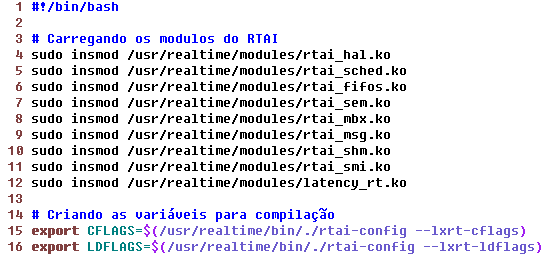 1 #!/bin/bash
2
3 # Carregando os modulos do RTAI
4 sudo insmod /usr/realtime/modules/rtai_hal.ko
5 sudo insmod /usr/realtime/modules/rtai_sched.ko
6 sudo insmod /usr/realtime/modules/rtai_fifos.ko
7 sudo insmod /usr/realtime/modules/rtai_sem.ko
8 sudo insmod /usr/realtime/modules/rtai_mbx.ko
9 sudo insmod /usr/realtime/modules/rtai_msg.ko
10 sudo insmod /usr/realtime/modules/rtai_shm.ko
11 sudo insmod /usr/realtime/modules/rtai_smi.ko
12 sudo insmod /usr/realtime/modules/latency_rt.ko
13
14 # Criando as variáveis para compilação
15 export CFLAGS=$(/usr/realtime/bin/./rtai-config --lxrt-cflags)
16 export LDFLAGS=$(/usr/realtime/bin/./rtai-config --lxrt-ldflags)